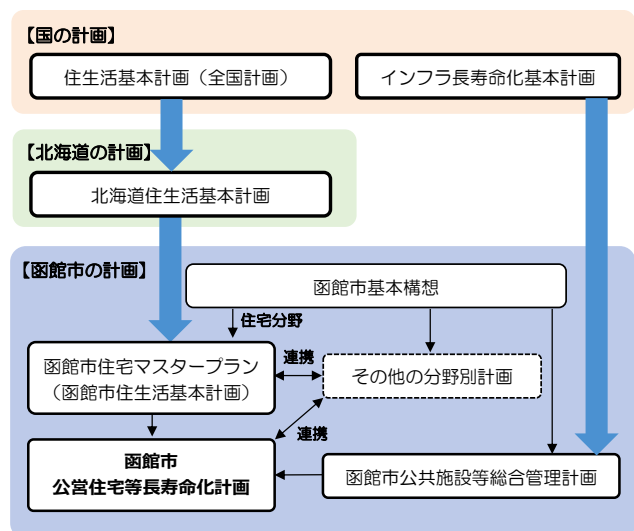 【国の計画】
住生活基本計画（全国計画）
インフラ長寿命化基本計画
【北海道の計画】
北海道住生活基本計画
【函館市の計画】
函館市基本構想
住宅分野
函館市住宅マスタープラン
（函館市住生活基本計画）
連携
その他の分野別計画
連携
函館市
公営住宅等長寿命化計画
函館市公共施設等総合管理計画